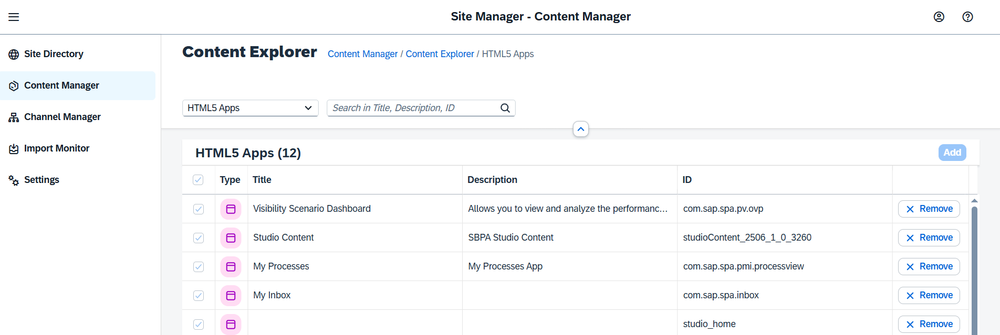 Site Manager - Content Manager
Site Directory
Content Manager
Channel Manager
Import Monitor
Settings
Content Explorer Content Manager / Content Explorer / HTML5 Apps
HTML5 Apps Search in Title, Description, ID
HTML5 Apps (12) Add
Type Title Description ID
Visibility Scenario Dashboard Allows you to view and analyze the performanc... com.sap.spa.pv.ovp Remove
Studio Content SBPA Studio Content studioContent_2506_1_0_3260 Remove
My Processes My Processes App com.sap.spa.pmi.processview Remove
My Inbox com.sap.spa.inbox Remove
studio_home Remove